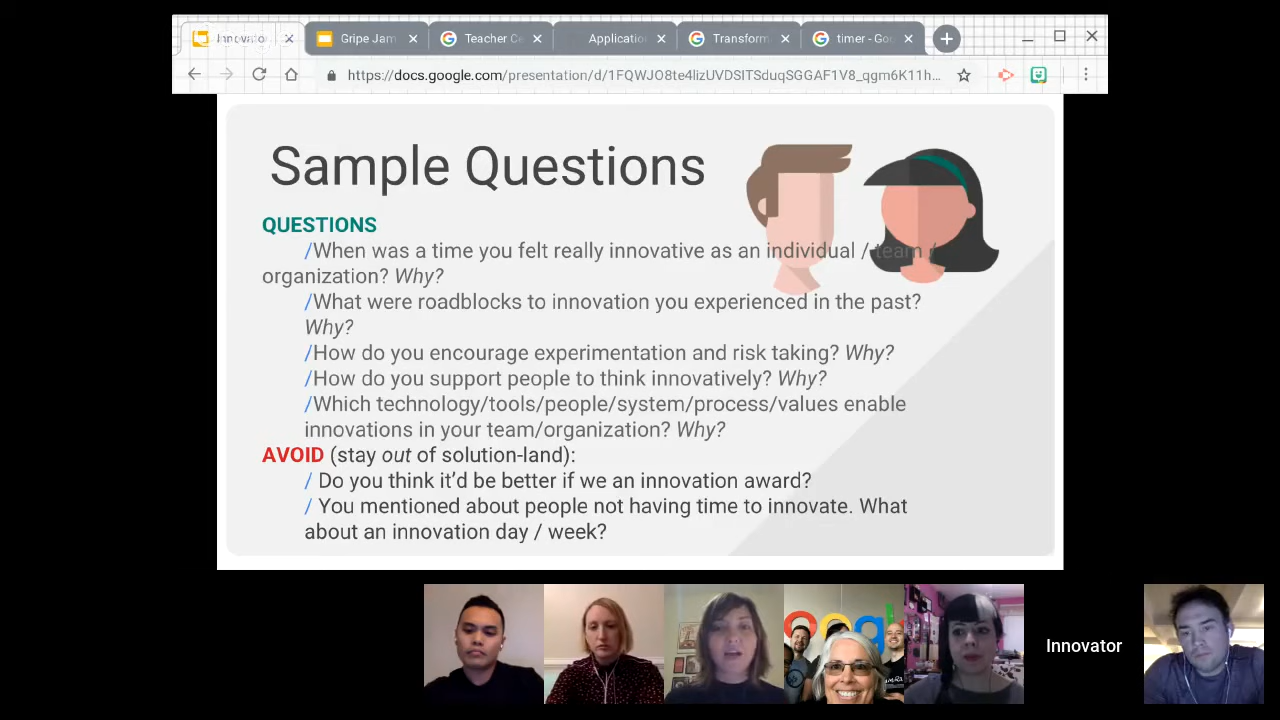 Innovator
Gripe Jam
Teacher Ce
Application
Transform
timer - Goo
https://docs.google.com/presentation/d/1FQWJO8te4lizUVDSITSduqSGGAF1V8_qgm6K11h...
Sample Questions
QUESTIONS
/When was a time you felt really innovative as an individual / team /
organization? Why?
/What were roadblocks to innovation you experienced in the past?
Why?
/How do you encourage experimentation and risk taking? Why?
/How do you support people to think innovatively? Why?
/Which technology/tools/people/system/process/values enable
innovations in your team/organization? Why?
AVOID (stay out of solution-land):
/ Do you think it’d be better if we an innovation award?
/ You mentioned about people not having time to innovate. What
about an innovation day / week?
Google
Innovator